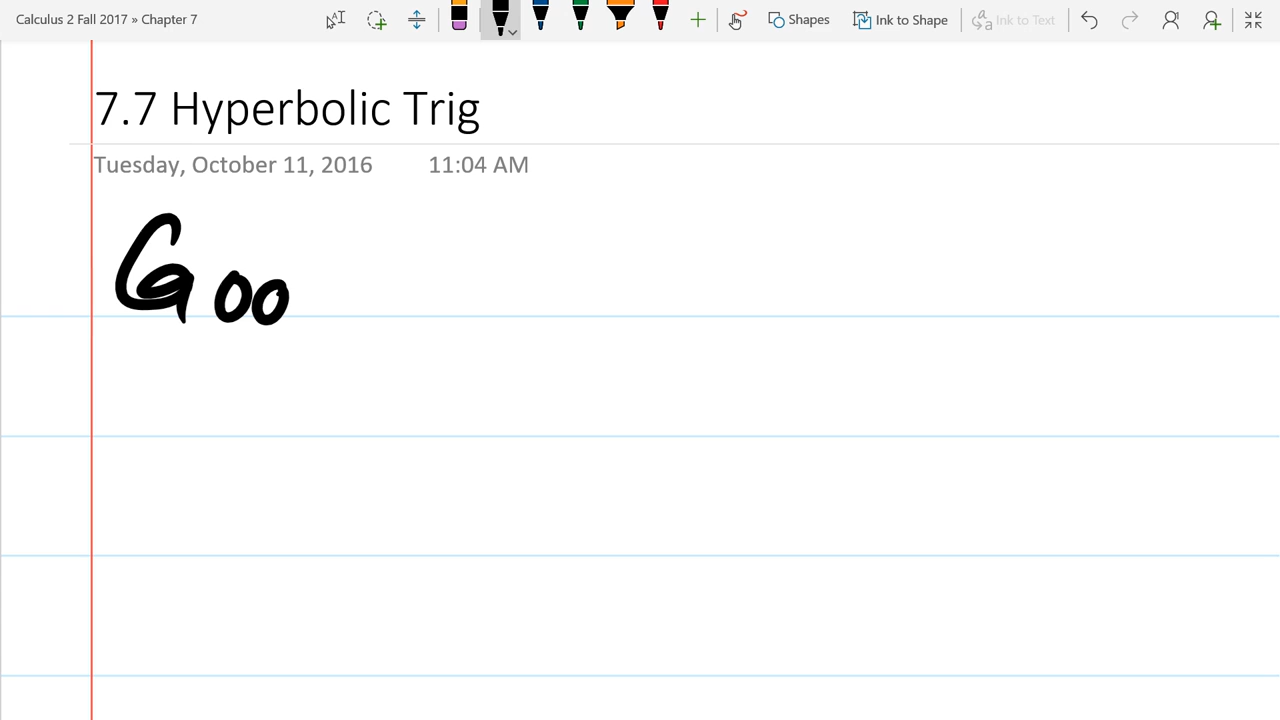 Calculus 2 Fall 2017 » Chapter 7 Shapes Ink to Shape Ink to Text
7.7 Hyperbolic Trig
Tuesday, October 11, 2016 11:04 AM
Goo